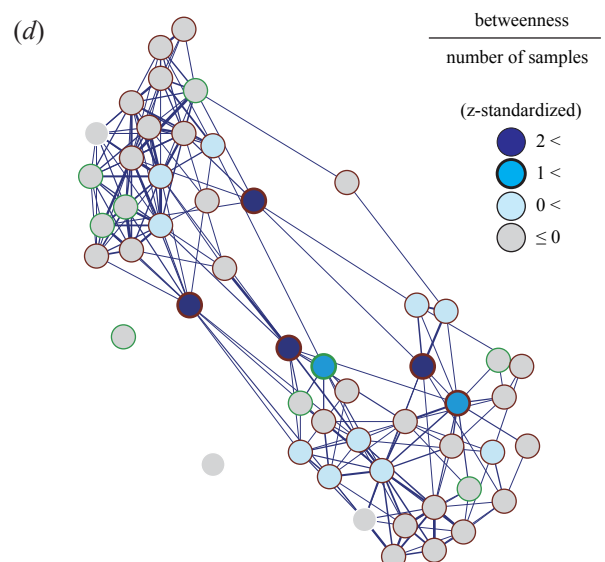 (d)
betweenness
number of samples
(z-standardized)
2 <
1 <
0 <
≤ 0